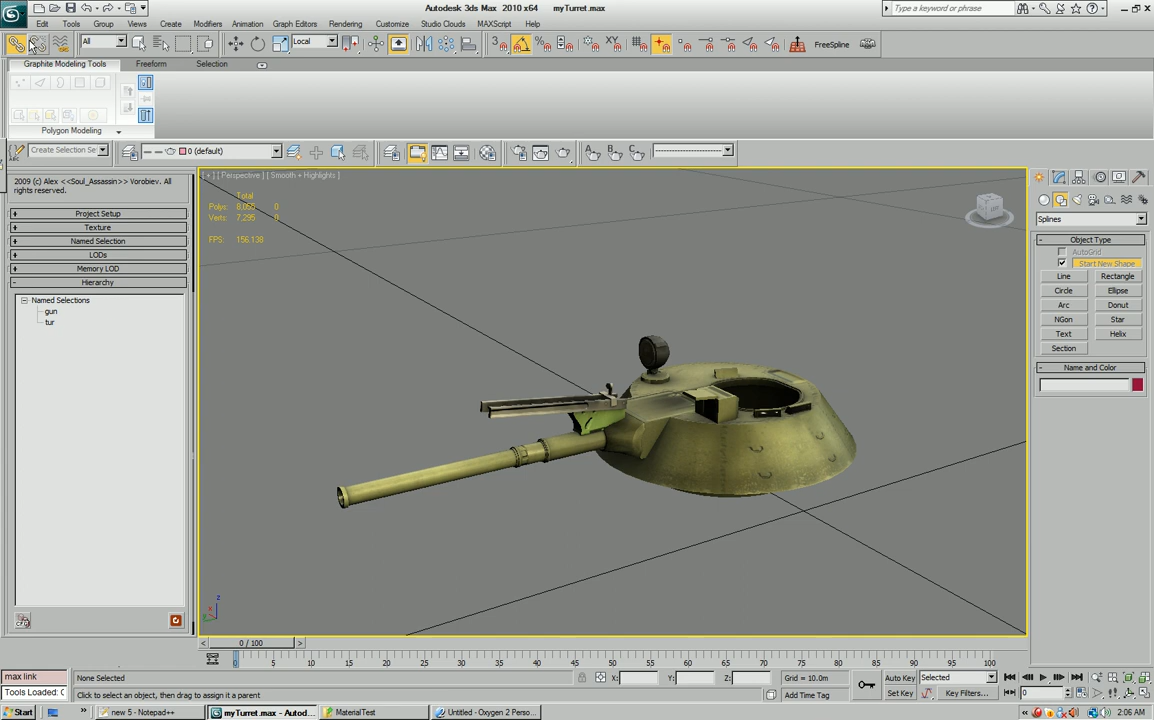 Autodesk 3ds Max 2010 x64 myTurret.max
Type a keyword or phrase
Edit Tools Group Views Create Modifiers Animation Graph Editors Rendering Customize Studio Clouds MAXScript Help
All
Local
3
%
XY
FreeSpline
Graphite Modeling Tools Freeform Selection
Polygon Modeling
Create Selection Se
0 (default)
A B C
2009 (c) Alex <<Soul_Assassin>> Vorobiev. All
rights reserved.
+ Project Setup
+ Texture
+ Named Selection
+ LODs
+ Memory LOD
- Hierarchy
Named Selections
gun
tur
[ + ] [ Perspective ] [ Smooth + Highlights ]
Total
Polys: 8,055 0
Verts: 7,295 0
FPS: 156.138
z
x
Splines
- Object Type
AutoGrid
Start New Shape
Line Rectangle
Circle Ellipse
Arc Donut
NGon Star
Text Helix
Section
- Name and Color
< 0 / 100 >
0 5 10 15 20 25 30 35 40 45 50 55 60 65 70 75 80 85 90 95 100
max link
None Selected
X: Y: Z:
Grid = 10.0m
Auto Key Selected
Tools Loaded: C
Click to select an object, then drag to assign it a parent
Add Time Tag
Set Key Key Filters...
0
Start
new 5 - Notepad++
myTurret.max - Autod...
MaterialTest
Untitled - Oxygen 2 Perso...
2:06 AM